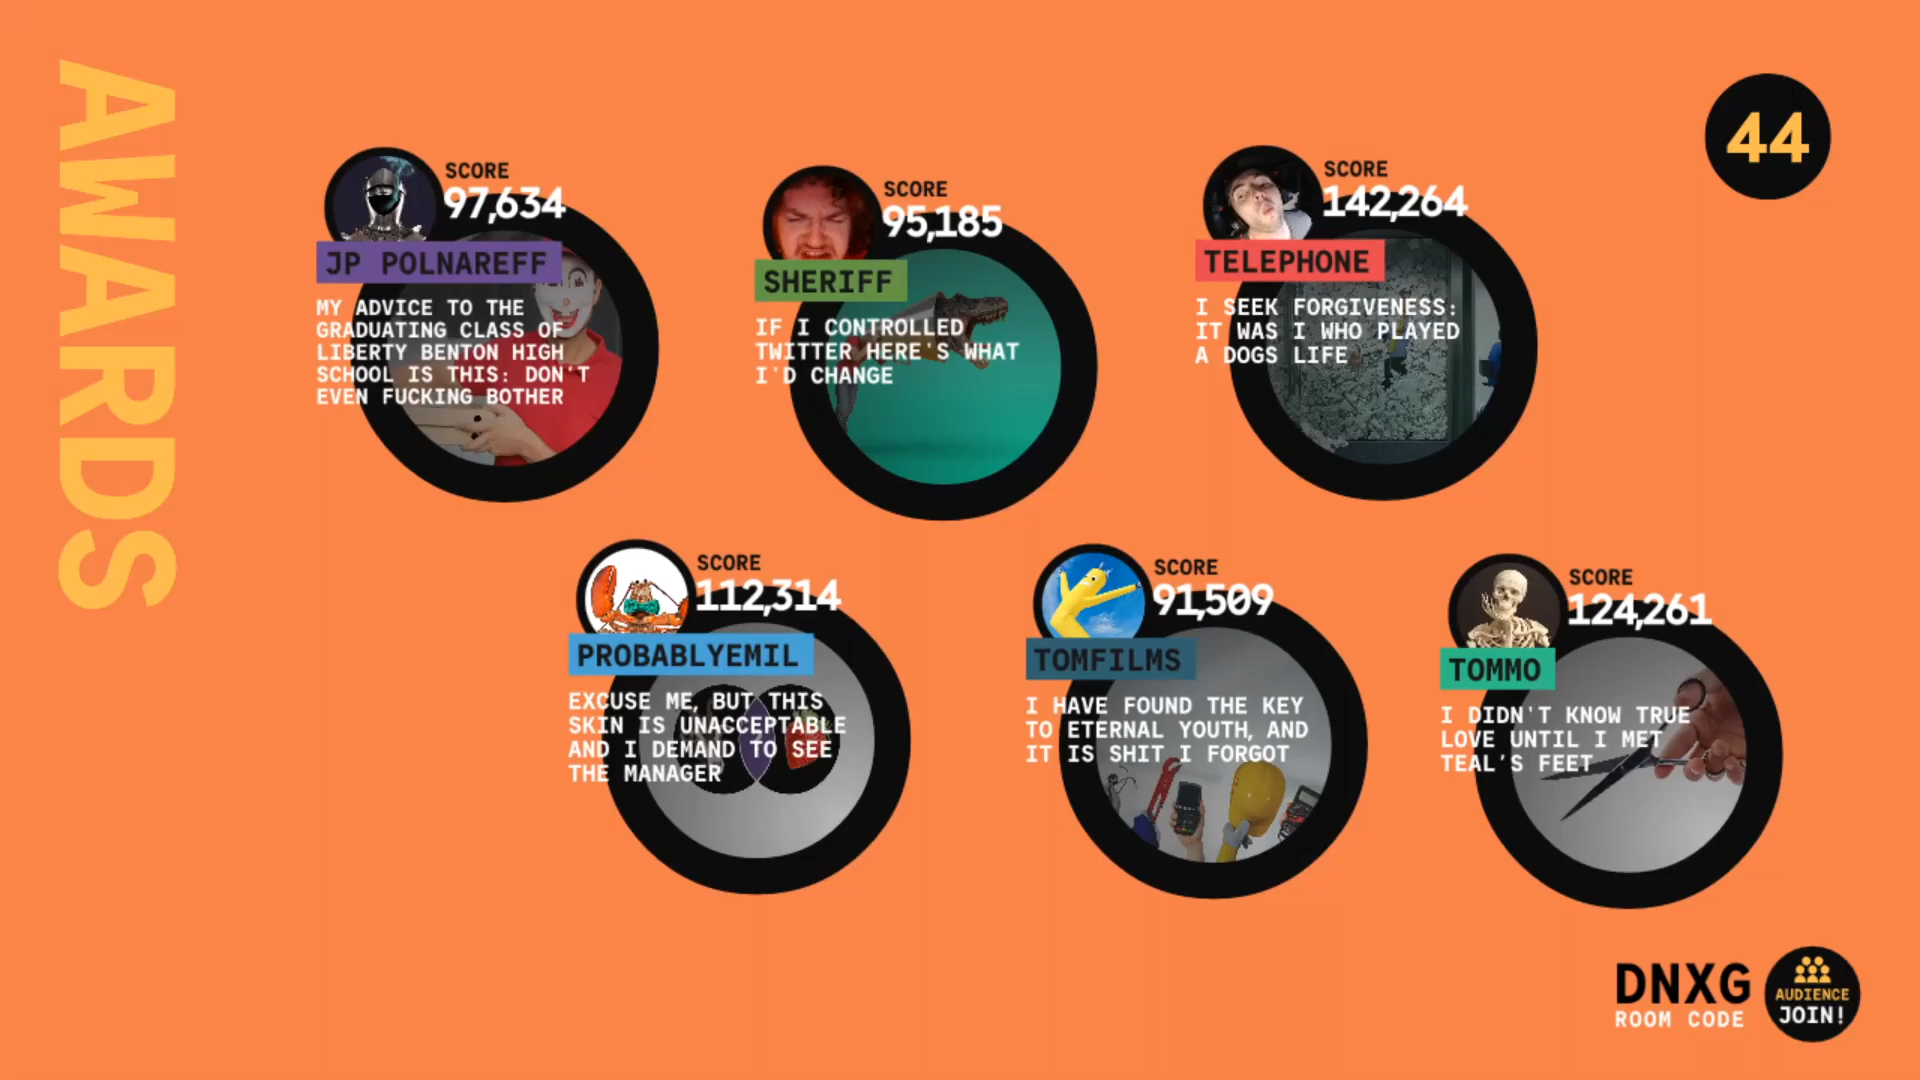 AWARDS
44
SCORE
97,634
JP POLNAREFF
MY ADVICE TO THE
GRADUATING CLASS OF
LIBERTY BENTON HIGH
SCHOOL IS THIS: DON'T
EVEN FUCKING BOTHER
SCORE
95,185
SHERIFF
IF I CONTROLLED
TWITTER HERE'S WHAT
I'D CHANGE
SCORE
142,264
TELEPHONE
I SEEK FORGIVENESS:
IT WAS I WHO PLAYED
A DOGS LIFE
SCORE
112,314
PROBABLYEMIL
EXCUSE ME, BUT THIS
SKIN IS UNACCEPTABLE
AND I DEMAND TO SEE
THE MANAGER
SCORE
91,509
TOMFILMS
I HAVE FOUND THE KEY
TO ETERNAL YOUTH, AND
IT IS SHIT I FORGOT
SCORE
124,261
TOMMO
I DIDN'T KNOW TRUE
LOVE UNTIL I MET
TEAL'S FEET
DNXG
ROOM CODE
AUDIENCE
JOIN!